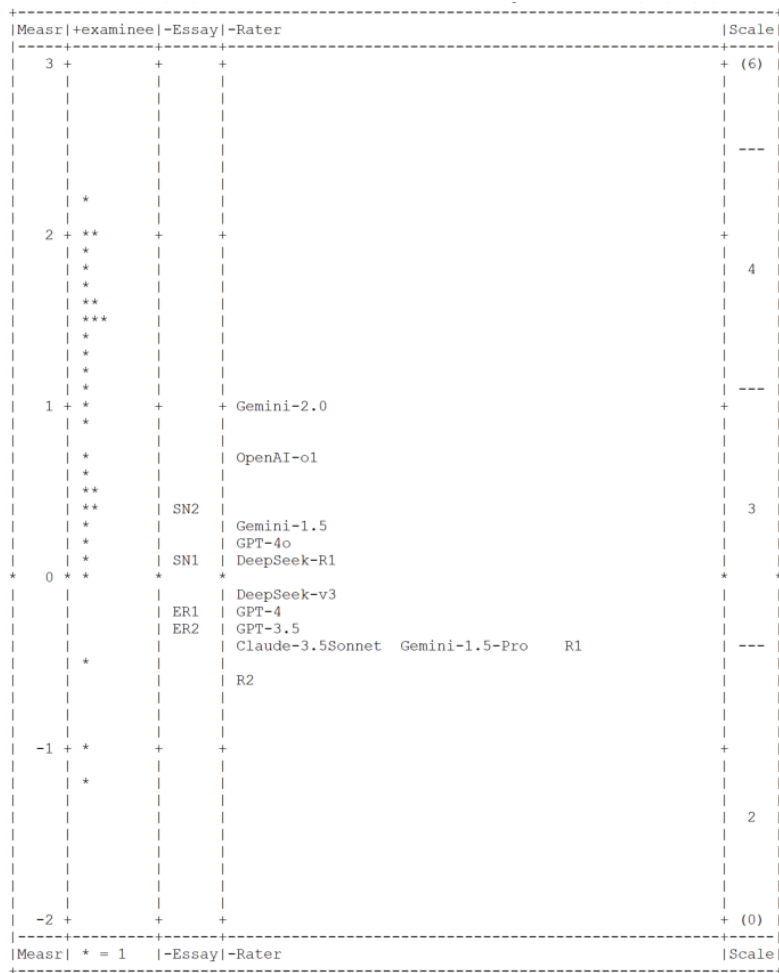 |Measr|+examinee|-Essay|-Rater |Scale|
3 + + + + (6)
---
*
2 + ** + + +
*
*   4
*
**
***
*
*
*
*   ---
1 + * + + Gemini-2.0 +
*
*   OpenAI-o1
*
**
** | SN2 | 3
* | Gemini-1.5
* | GPT-4o
* | SN1 | DeepSeek-R1
* 0 * * * * * *
DeepSeek-v3
ER1 | GPT-4
ER2 | GPT-3.5
Claude-3.5Sonnet Gemini-1.5-Pro R1 | ---
*
R2
-1 + * + + +
*
2
-2 + + + + (0)
|Measr| * = 1 |-Essay|-Rater |Scale|